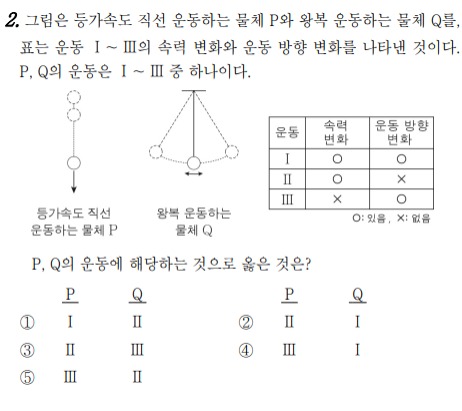 2. 그림은 등가속도 직선 운동하는 물체 P와 왕복 운동하는 물체 Q를,
표는 운동 Ⅰ ~ Ⅲ의 속력 변화와 운동 방향 변화를 나타낸 것이다.
P, Q의 운동은 Ⅰ ~ Ⅲ 중 하나이다.
등가속도 직선
운동하는 물체 P
왕복 운동하는
물체 Q
운동 속력 변화 운동 방향 변화
Ⅰ ○ ○
Ⅱ ○ ×
Ⅲ × ○
○: 있음, ×: 없음
P, Q의 운동에 해당하는 것으로 옳은 것은?
P Q P Q
① Ⅰ Ⅱ ② Ⅱ Ⅰ
③ Ⅱ Ⅲ ④ Ⅲ Ⅰ
⑤ Ⅲ Ⅱ